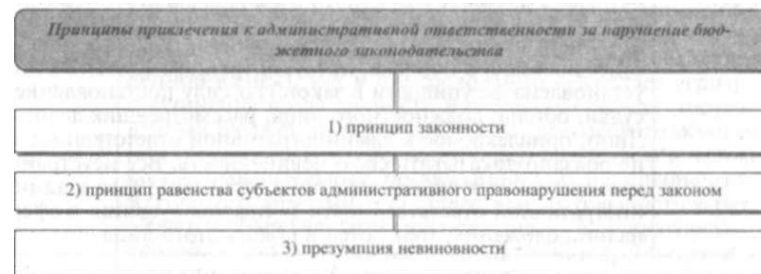 Принципы привлечения к административной ответственности за нарушение бюд-
жетного законодательства
1) принцип законности
2) принцип равенства субъектов административного правонарушения перед законом
3) презумпция невиновности